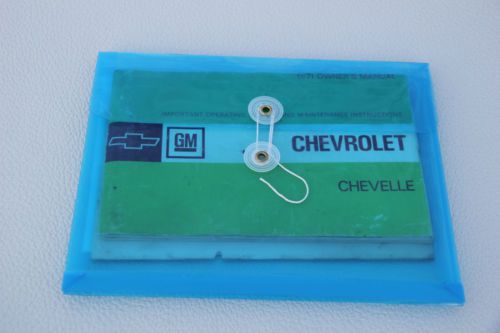 1971 OWNER'S MANUAL
IMPORTANT OPERATING MAINTENANCE INSTRUCTIONS
GM CHEVROLET
CHEVELLE